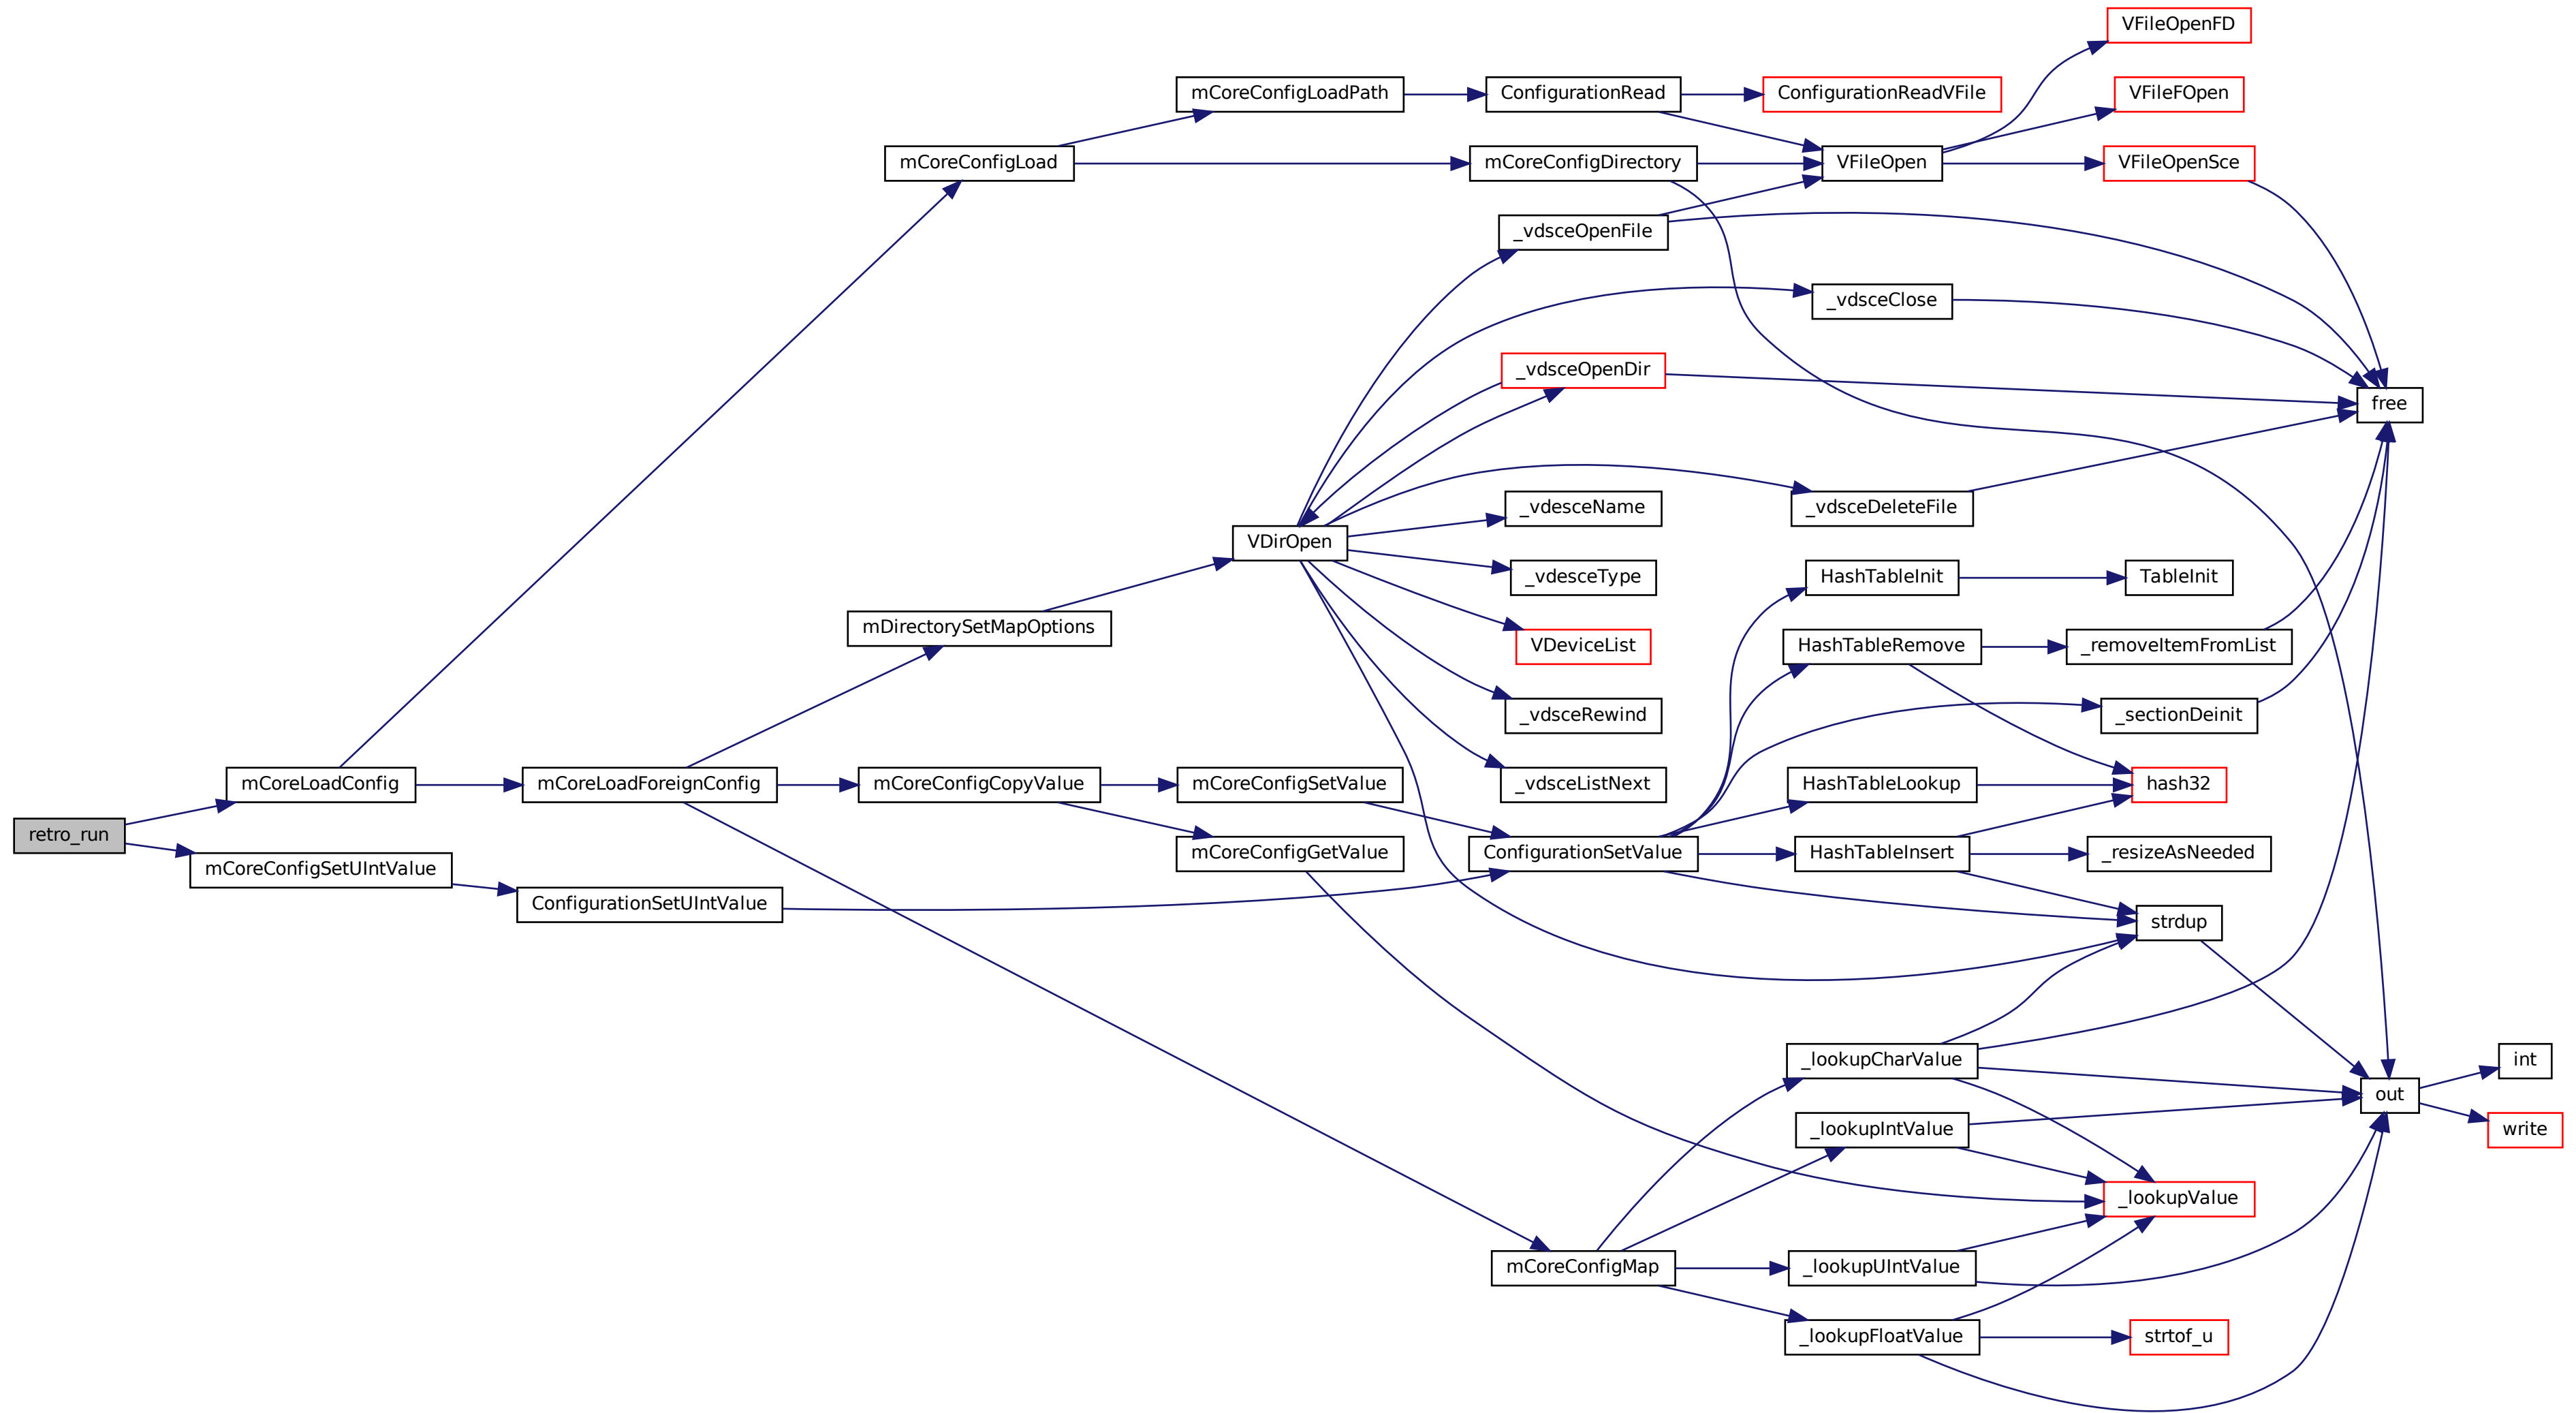 VFileOpenFD
mCoreConfigLoadPath
ConfigurationRead
ConfigurationReadVFile
VFileFOpen
mCoreConfigLoad
mCoreConfigDirectory
VFileOpen
VFileOpenSce
_vdsceOpenFile
_vdsceClose
_vdsceOpenDir
free
_vdesceName
_vdsceDeleteFile
VDirOpen
_vdesceType
HashTableInit
TableInit
mDirectorySetMapOptions
VDeviceList
HashTableRemove
_removeItemFromList
_vdsceRewind
_sectionDeinit
mCoreLoadConfig
mCoreLoadForeignConfig
mCoreConfigCopyValue
mCoreConfigSetValue
_vdsceListNext
HashTableLookup
hash32
retro_run
mCoreConfigSetUIntValue
mCoreConfigGetValue
ConfigurationSetValue
HashTableInsert
_resizeAsNeeded
ConfigurationSetUIntValue
strdup
_lookupCharValue
int
out
_lookupIntValue
write
_lookupValue
mCoreConfigMap
_lookupUIntValue
_lookupFloatValue
strtof_u